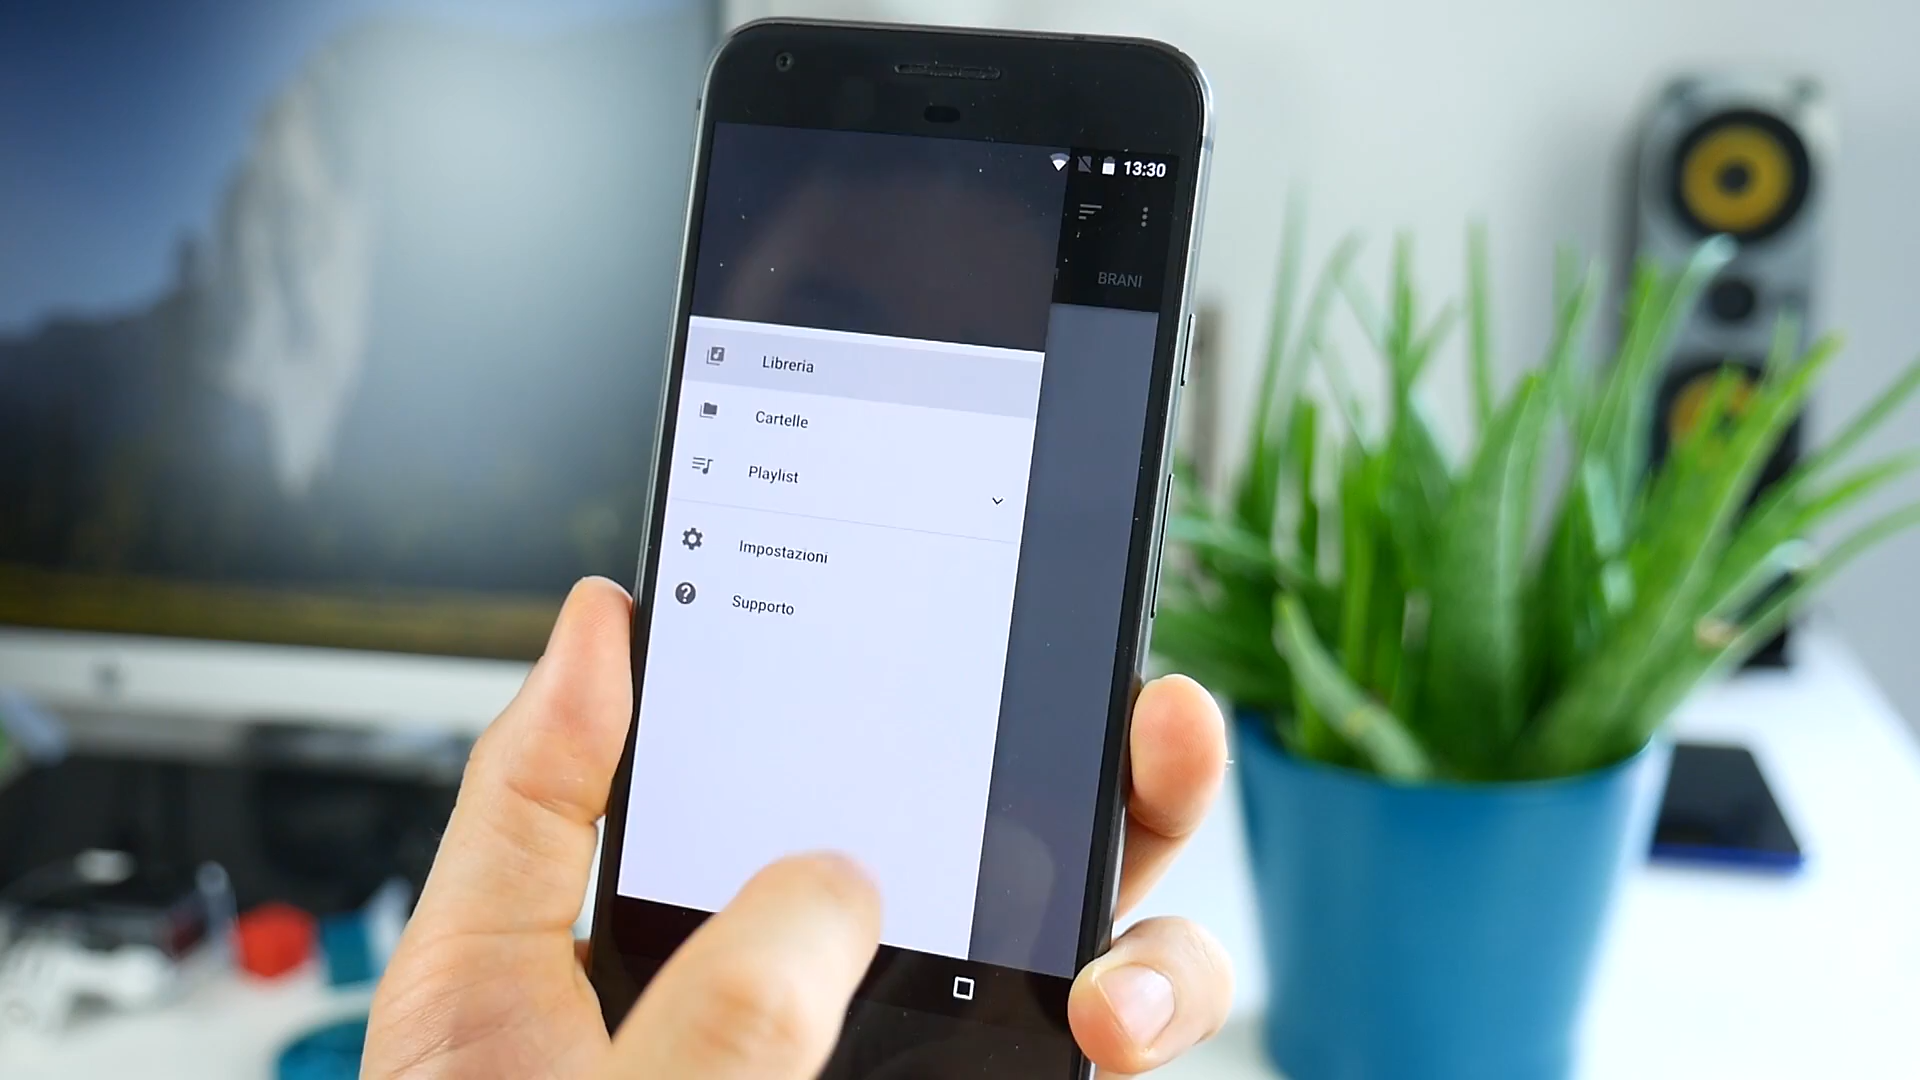 13:30
BRANI
Libreria
Cartelle
Playlist
Impostazioni
Supporto